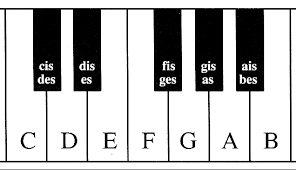 cis dis fis gis ais
des es ges as bes
C D E F G A B